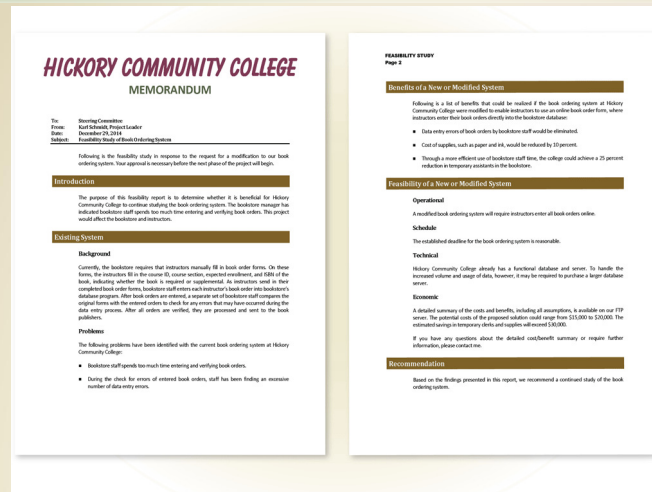 HICKORY COMMUNITY COLLEGE
MEMORANDUM
To: Steering Committee
From: Karl Schmidt, Project Leader
Date: December 29, 2014
Subject: Feasibility Study of Book Ordering System
Following is the feasibility study in response to the request for a modification to our book
ordering system. Your approval is necessary before the next phase of the project will begin.
Introduction
The purpose of this feasibility report is to determine whether it is beneficial for Hickory
Community College to continue studying the book ordering system. The bookstore manager has
indicated bookstore staff spends too much time entering and verifying book orders. This project
would affect the bookstore and instructors.
Existing System
Background
Currently, the bookstore requires that instructors manually fill in book order forms. On these
forms, the instructors fill in the course ID, course section, expected enrollment, and ISBN of the
book, indicating whether the book is required or supplemental. As instructors send in their
completed book order forms, bookstore staff enters each instructor's book order into bookstore's
database program. After book orders are entered, a separate set of bookstore staff compares the
original forms with the entered orders to check for any errors that may have occurred during the
data entry process. After all orders are verified, they are processed and sent to the book
publishers.
Problems
The following problems have been identified with the current book ordering system at Hickory
Community College:
■ Bookstore staff spends too much time entering and verifying book orders.
■ During the check for errors of entered book orders, staff has been finding an excessive
number of data entry errors.
FEASIBILITY STUDY
Page 2
Benefits of a New or Modified System
Following is a list of benefits that could be realized if the book ordering system at Hickory
Community College were modified to enable instructors to use an online book order form, where
instructors enter their book orders directly into the bookstore database:
■ Data entry errors of book orders by bookstore staff would be eliminated.
■ Cost of supplies, such as paper and ink, would be reduced by 10 percent.
■ Through a more efficient use of bookstore staff time, the college could achieve a 25 percent
reduction in temporary assistants in the bookstore.
Feasibility of a New or Modified System
Operational
A modified book ordering system will require instructors enter all book orders online.
Schedule
The established deadline for the book ordering system is reasonable.
Technical
Hickory Community College already has a functional database and server. To handle the
increased volume and usage of data, however, it may be required to purchase a larger database
server.
Economic
A detailed summary of the costs and benefits, including all assumptions, is available on our FTP
server. The potential costs of the proposed solution could range from $15,000 to $20,000. The
estimated savings in temporary clerks and supplies will exceed $30,000.
If you have any questions about the detailed cost/benefit summary or require further
information, please contact me.
Recommendation
Based on the findings presented in this report, we recommend a continued study of the book
ordering system.